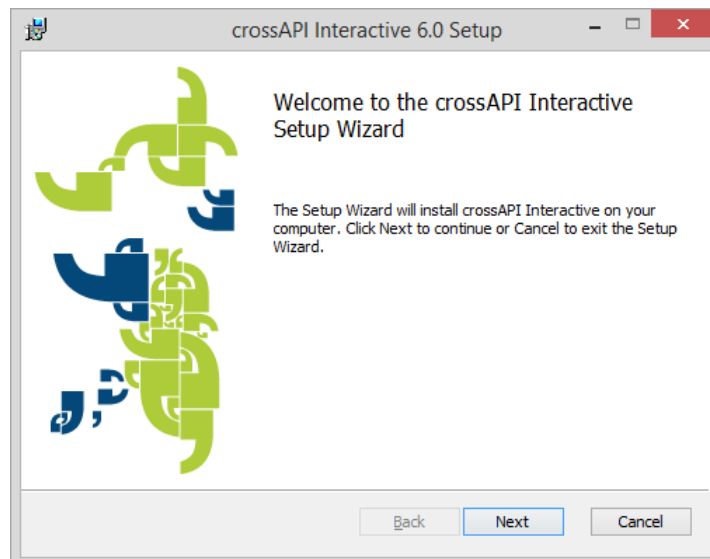 crossAPI Interactive 6.0 Setup
Welcome to the crossAPI Interactive
Setup Wizard
The Setup Wizard will install crossAPI Interactive on your
computer. Click Next to continue or Cancel to exit the Setup
Wizard.
Back
Next
Cancel